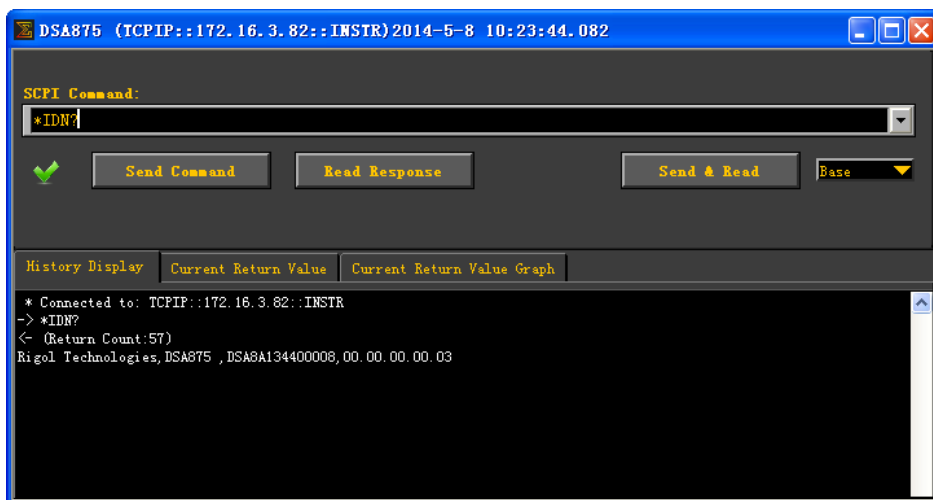 DSA875 (TCPIP::172.16.3.82::INSTR)2014-5-8 10:23:44.082
SCPI Command:
*IDN?
Send Command Read Response Send & Read Base
History Display Current Return Value Current Return Value Graph
* Connected to: TCPIP::172.16.3.82::INSTR
-> *IDN?
<- (Return Count:57)
Rigol Technologies,DSA875 ,DSA8A134400008,00.00.00.00.03